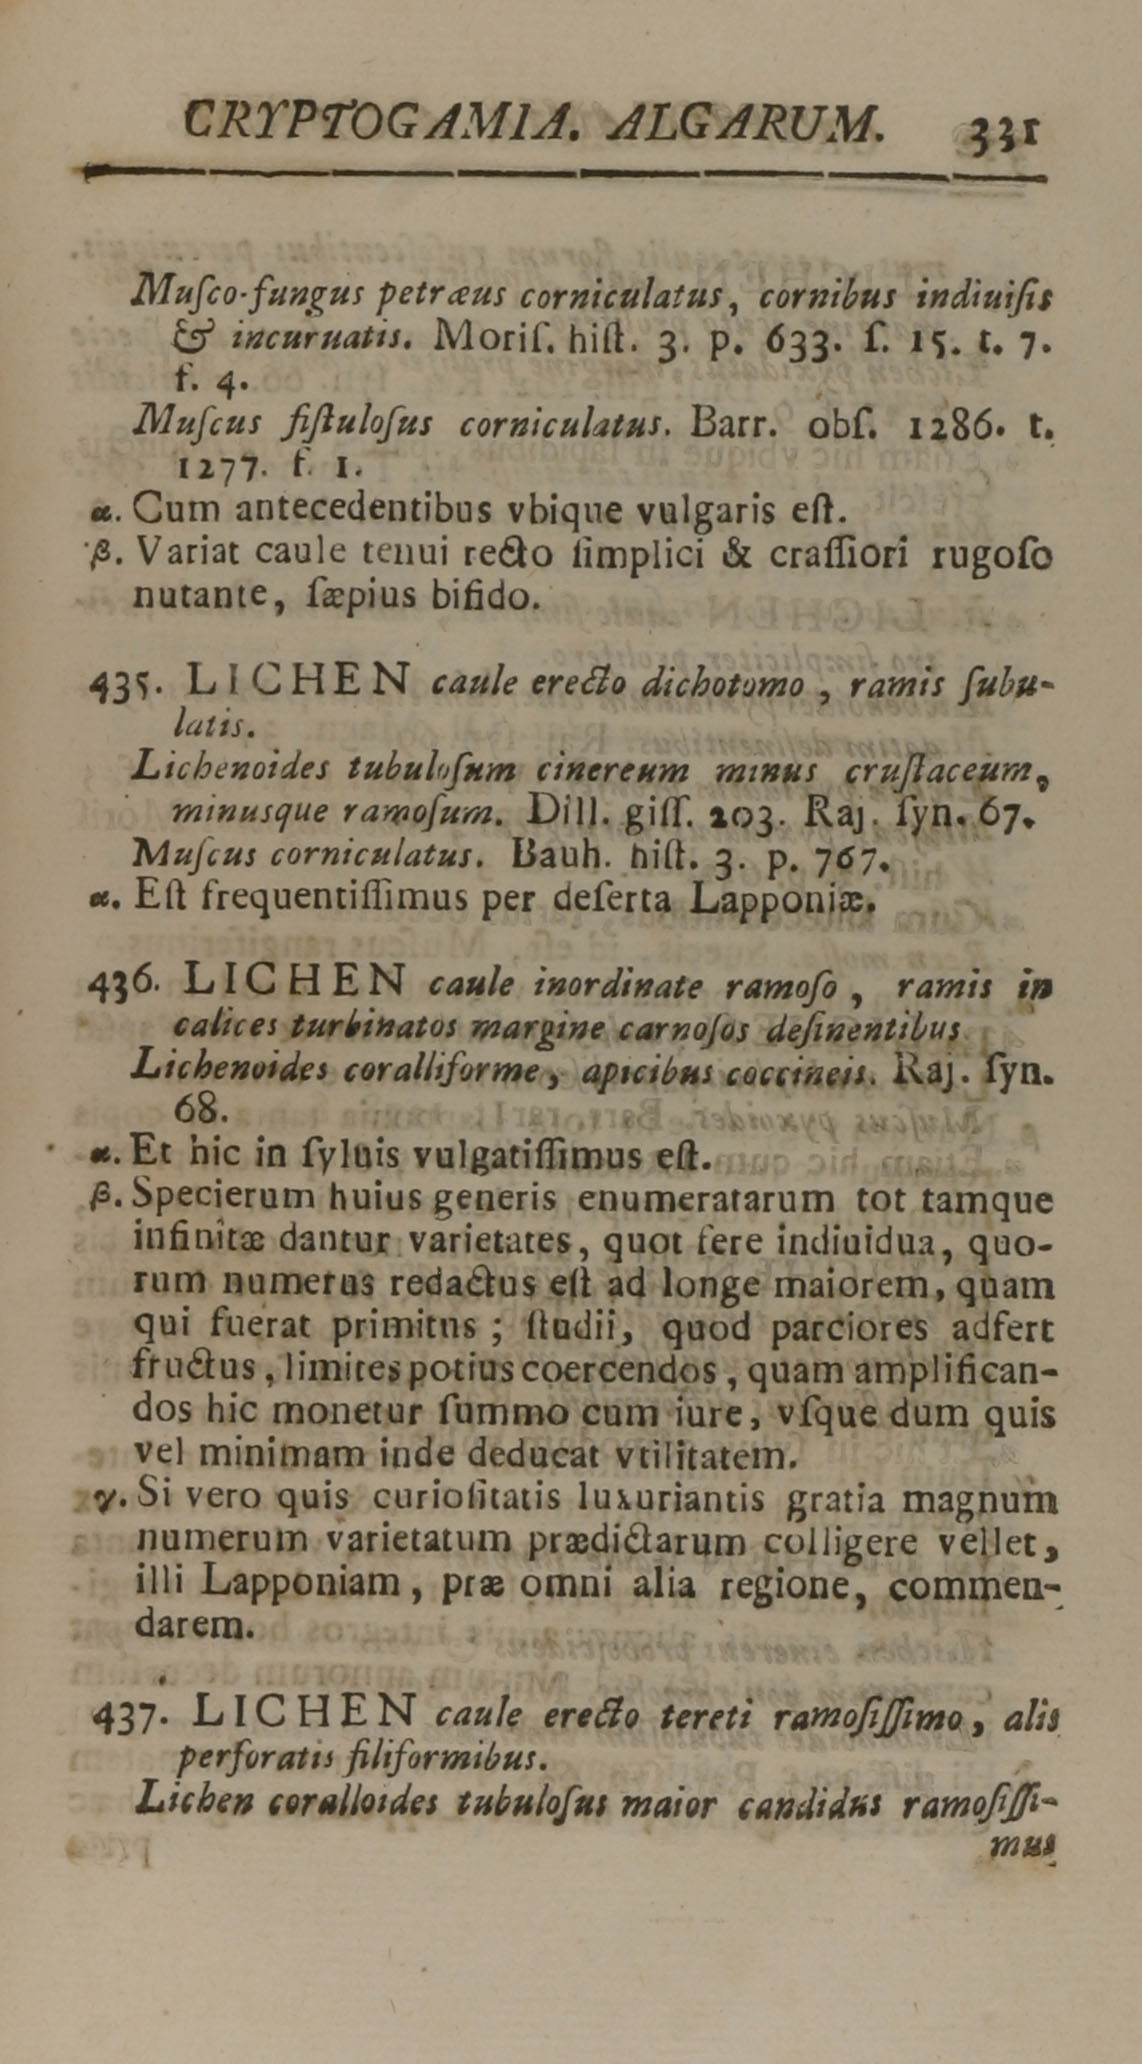 CRYPTOGAMIA. ALGARUM. 331
Muſco-fungus petræus corniculatus, cornibus indiuiſis
& incuruatis. Moriſ. hiſt. 3. p. 633. ſ. 15. t. 7.
f. 4.
Muſcus fiſtuloſus corniculatus. Barr. obſ. 1286. t.
1277. f. 1.
α. Cum antecedentibus vbique vulgaris eſt.
β. Variat caule tenui recto ſimplici & craſſiori rugoſo
nutante, ſæpius bifido.
435. LICHEN caule erecto dichotomo, ramis ſubu-
latis.
Lichenoides tubuloſum cinereum minus cruſtaceum,
minusque ramoſum. Dill. giſſ. 203. Raj. ſyn. 67.
Muſcus corniculatus. Bauh. hiſt. 3. p. 767.
α. Eſt frequentiſſimus per deſerta Lapponiæ.
436. LICHEN caule inordinate ramoſo, ramis in
calices turbinatos margine carnoſos deſinentibus.
Lichenoides coralliforme, apicibus coccineis. Raj. ſyn.
68.
α. Et hic in ſyluis vulgatiſſimus eſt.
β. Specierum huius generis enumeratarum tot tamque
infinitæ dantur varietates, quot fere indiuidua, quo-
rum numerus redactus eſt ad longe maiorem, quam
qui fuerat primitus; ſtudii, quod parciores adfert
fructus, limites potius coercendos, quam amplifican-
dos hic monetur ſummo cum iure, vſque dum quis
vel minimam inde deducat vtilitatem.
γ. Si vero quis curioſitatis luxuriantis gratia magnum
numerum varietatum prædictarum colligere vellet,
illi Lapponiam, præ omni alia regione, commen-
darem.
437. LICHEN caule erecto tereti ramoſiſſimo, alis
perforatis filiformibus.
Lichen coralloides tubuloſus maior candidus ramoſiſſi-
mus